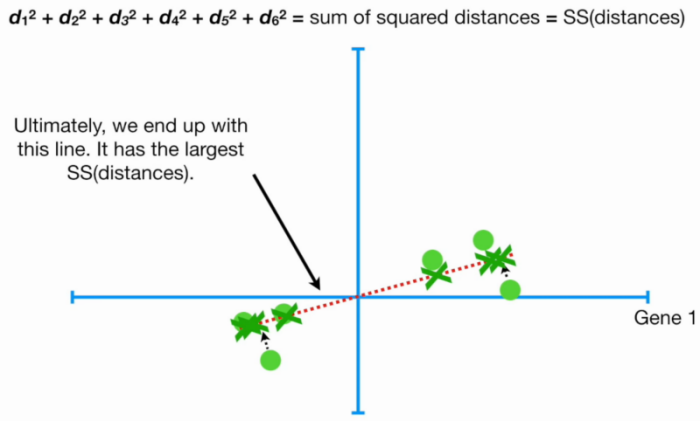 d₁² + d₂² + d₃² + d₄² + d₅² + d₆² = sum of squared distances = SS(distances)
Ultimately, we end up with
this line. It has the largest
SS(distances).
Gene 1